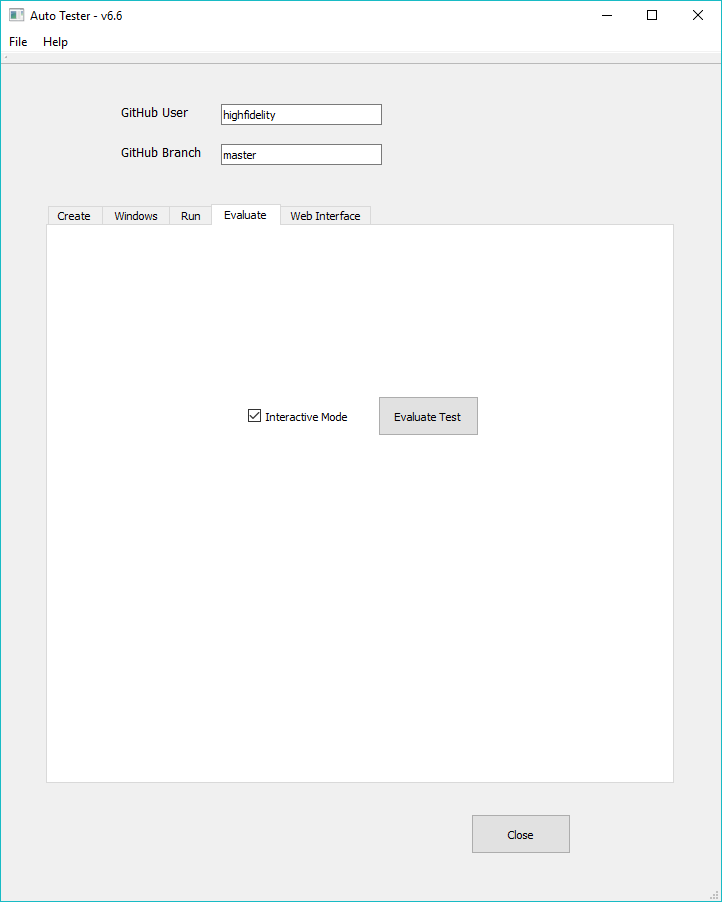 Auto Tester - v6.6
File Help
GitHub User highfidelity
GitHub Branch master
Create Windows Run Evaluate Web Interface
Interactive Mode Evaluate Test
Close